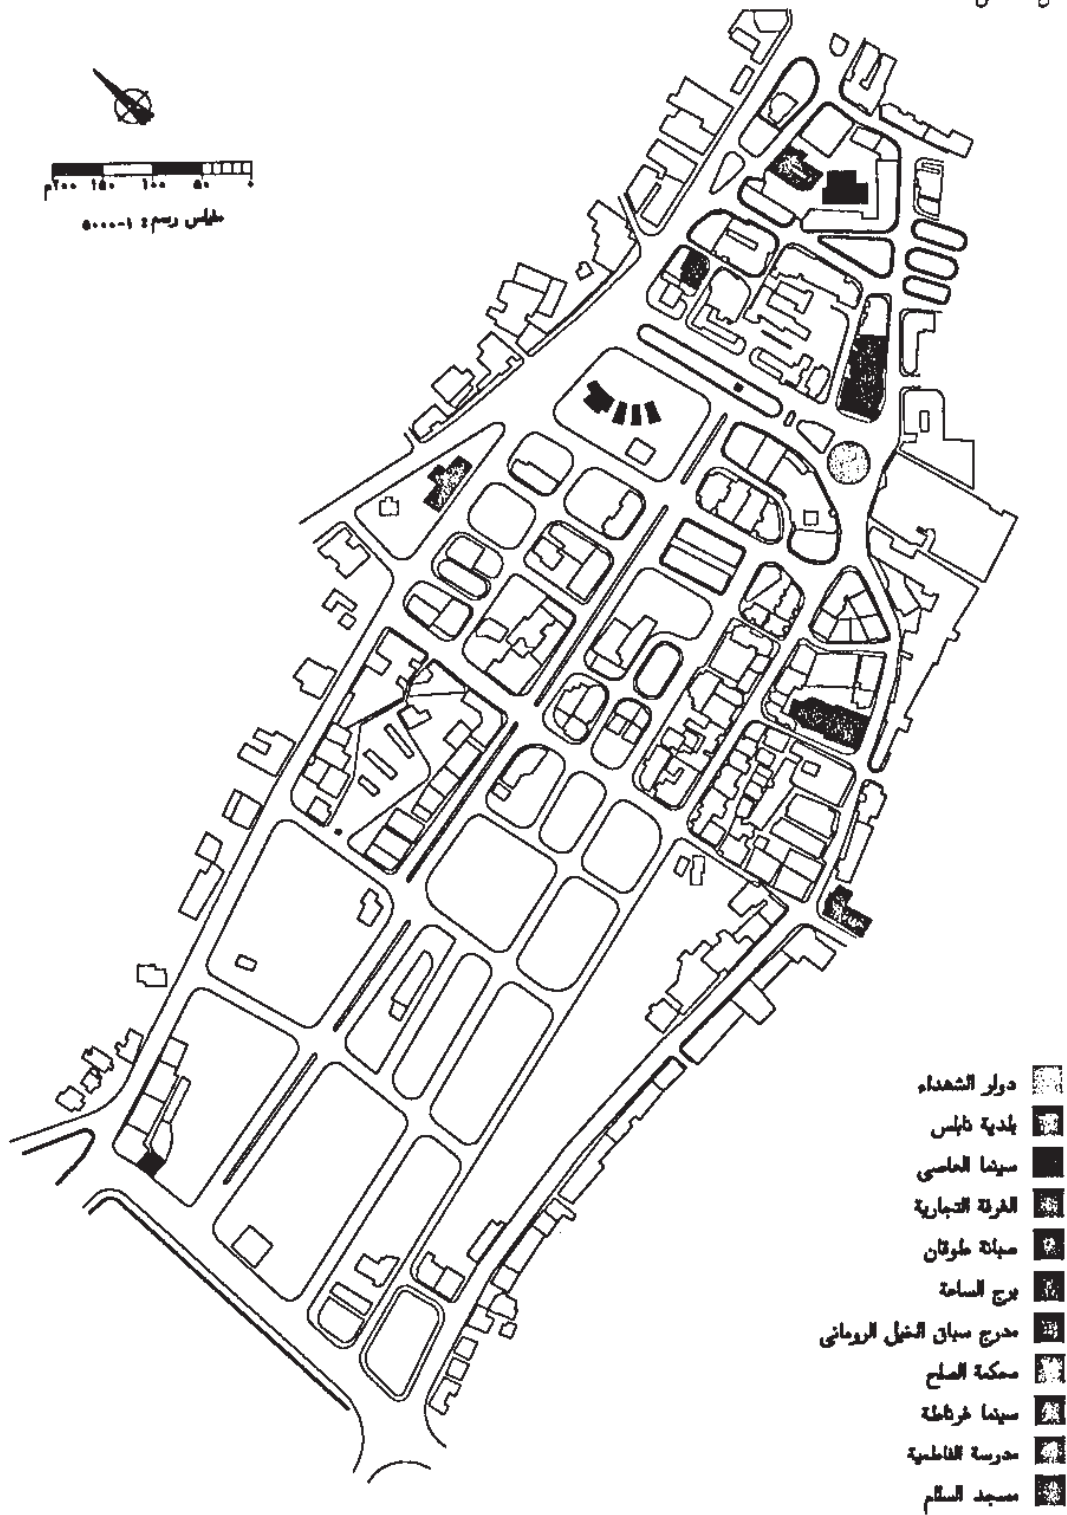 م٢٠٠ ١٥٠ ١٠٠ ٥٠ ٠
مقياس رسم: ١-٥٠٠٠
دوار الشهداء
بلدية نابلس
سينما العاصي
الغرفة التجارية
صبانة طوقان
برج الساعة
مدرج سباق الخيل الروماني
محكمة الصلح
سينما غرناطة
مدرسة الفاطمية
مسجد السلام